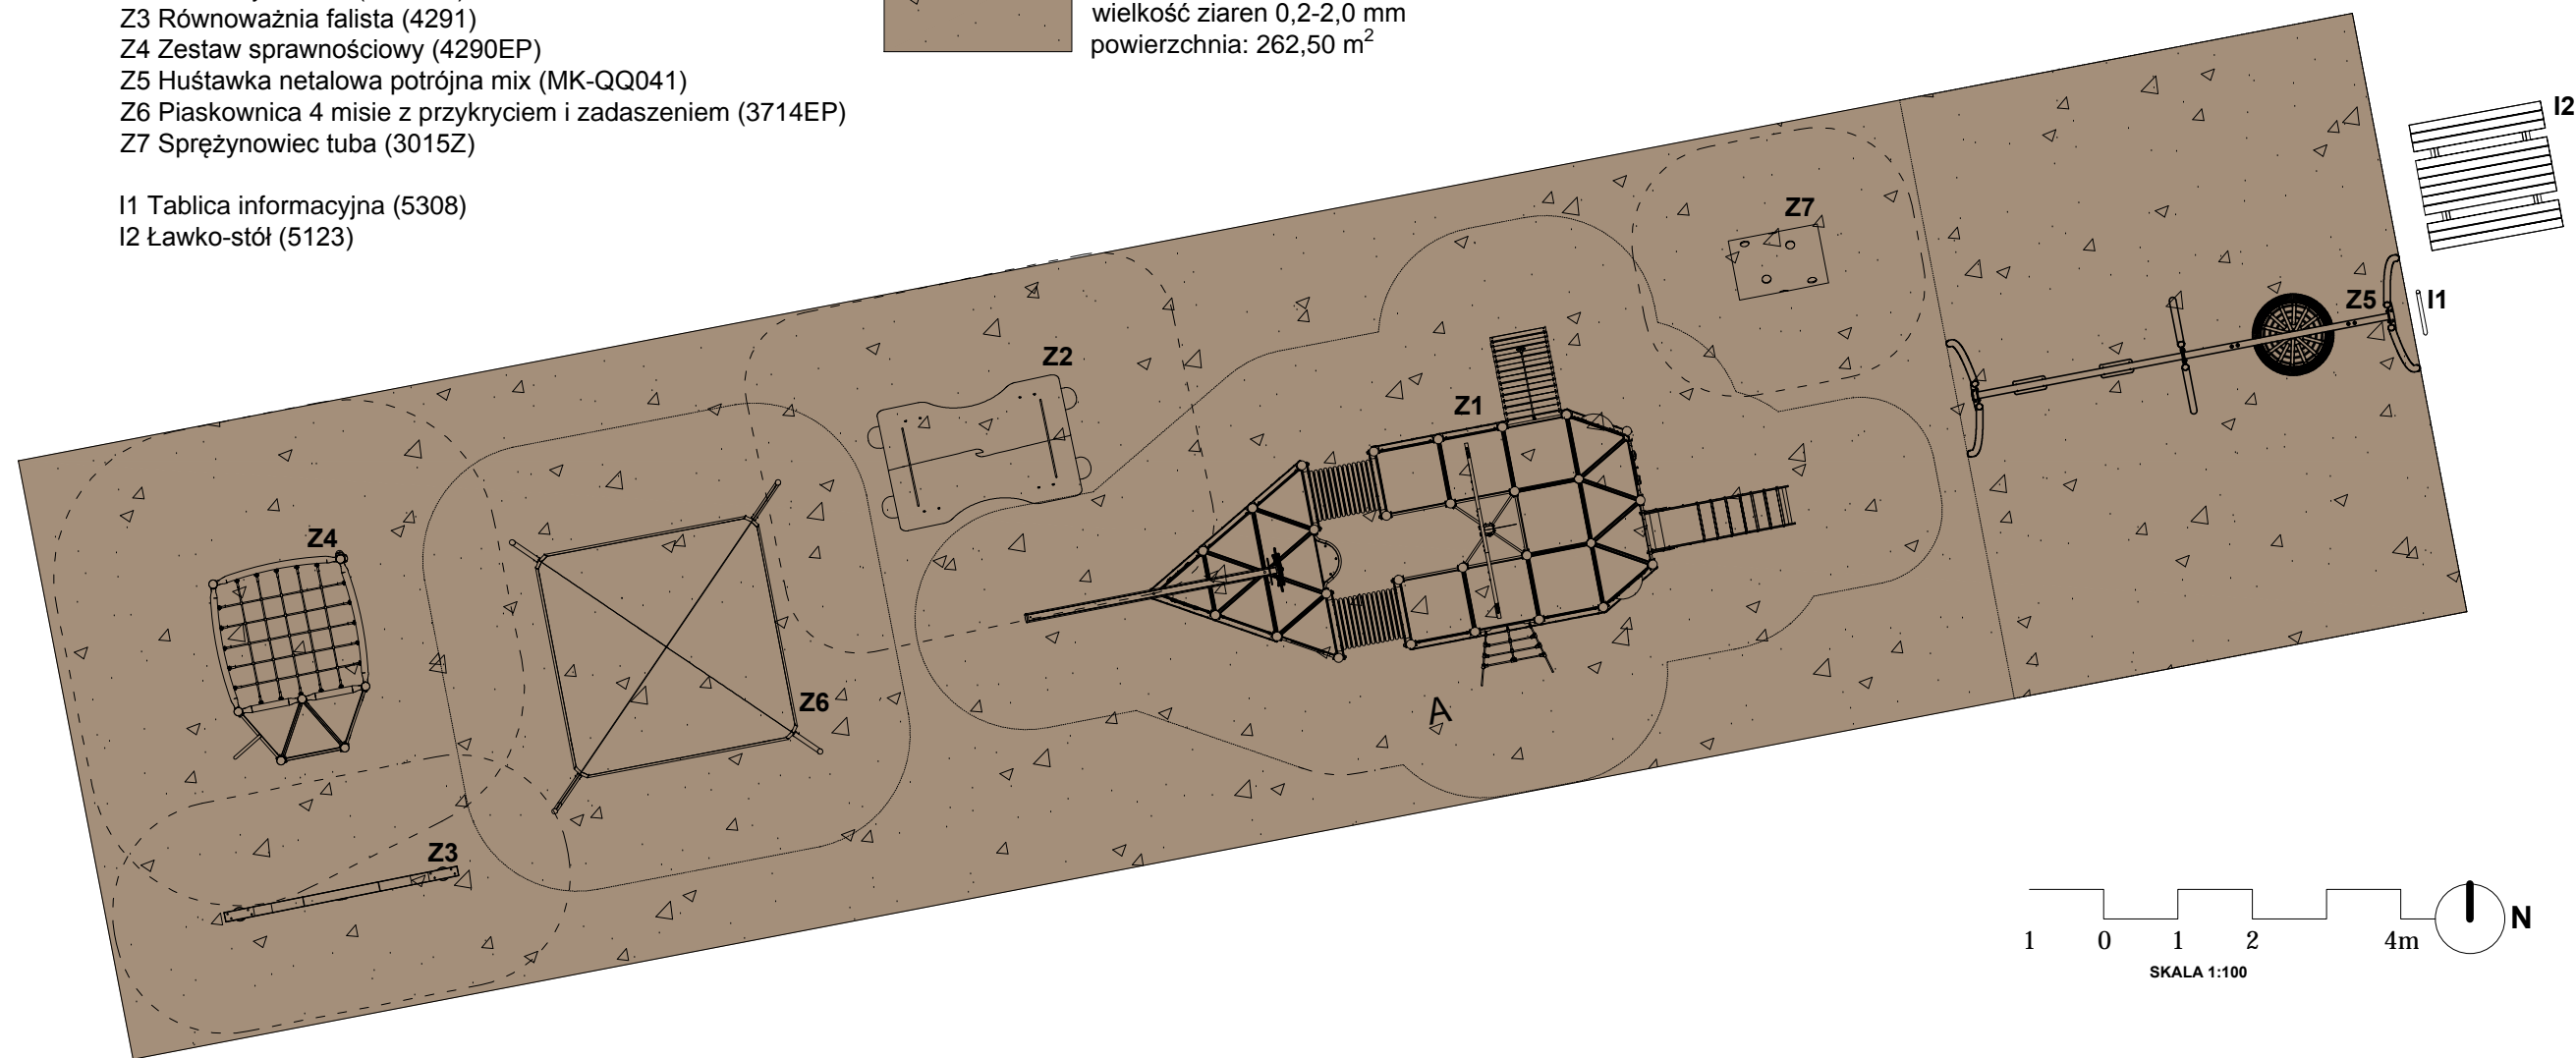 Z3 Równoważnia falista (4291)
Z4 Zestaw sprawnościowy (4290EP)
Z5 Huśtawka netalowa potrójna mix (MK-QQ041)
Z6 Piaskownica 4 misie z przykryciem i zadaszeniem (3714EP)
Z7 Sprężynowiec tuba (3015Z)
I1 Tablica informacyjna (5308)
I2 Ławko-stół (5123)
wielkość ziaren 0,2-2,0 mm
powierzchnia: 262,50 m²
I2
Z7
Z5
I1
Z2
Z1
Z4
Z6
A
Z3
N
1 0 1 2 4m
SKALA 1:100